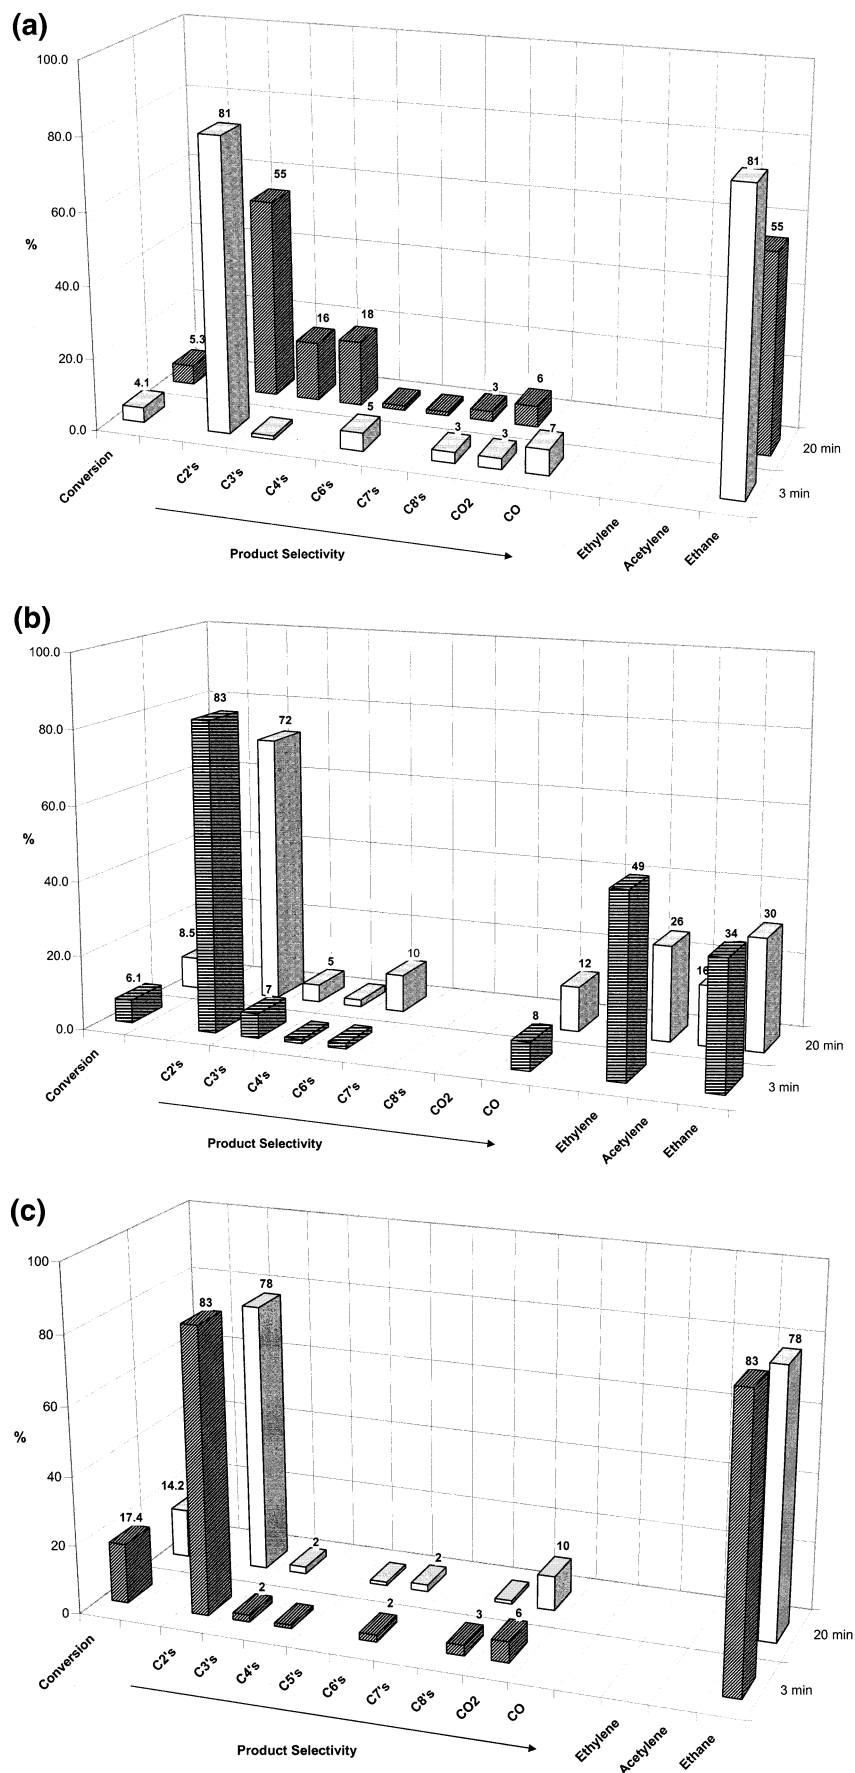 (a)
100.0
80.0
60.0
40.0
20.0
0.0
%
81
55
16
18
3
6
5.3
4.1
5
3
3
7
81
55
20 min
3 min
Conversion
C2's
C3's
C4's
C6's
C7's
C8's
CO2
CO
Ethylene
Acetylene
Ethane
Product Selectivity
(b)
100.0
80.0
60.0
40.0
20.0
0.0
%
83
72
8.5
6.1
7
5
10
8
12
49
26
16
34
30
20 min
3 min
Conversion
C2's
C3's
C4's
C6's
C7's
C8's
CO2
CO
Ethylene
Acetylene
Ethane
Product Selectivity
(c)
100
80
60
40
20
0
%
83
78
14.2
17.4
2
2
10
2
2
3
6
83
78
20 min
3 min
Conversion
C2's
C3's
C4's
C5's
C6's
C7's
C8's
CO2
CO
Ethylene
Acetylene
Ethane
Product Selectivity